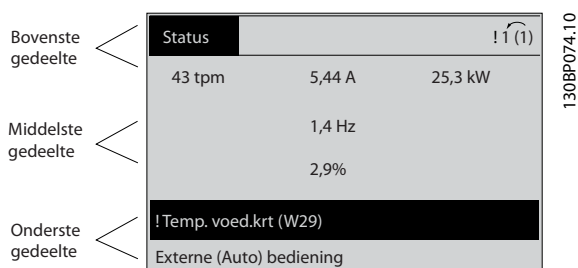 Bovenste
gedeelte
Status
!1(1)
43 tpm
5,44 A
25,3 kW
1,4 Hz
2,9%
Middelste
gedeelte
!Temp. voed.krt (W29)
Onderste
gedeelte
Externe (Auto) bediening
130BP074.10